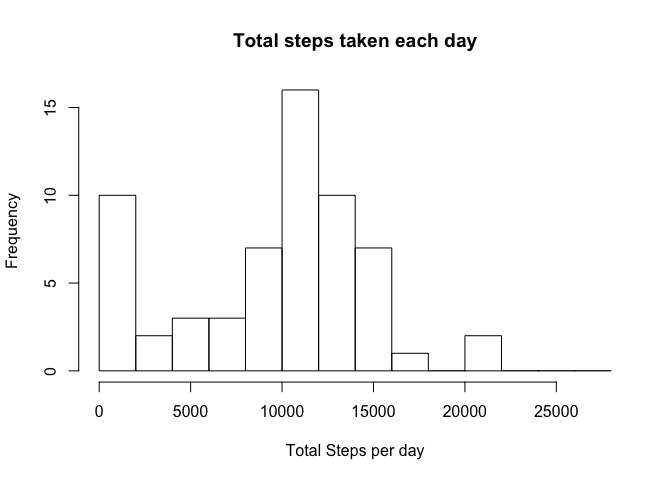 Total steps taken each day
Frequency
15
10
5
0
0 5000 10000 15000 20000 25000
Total Steps per day